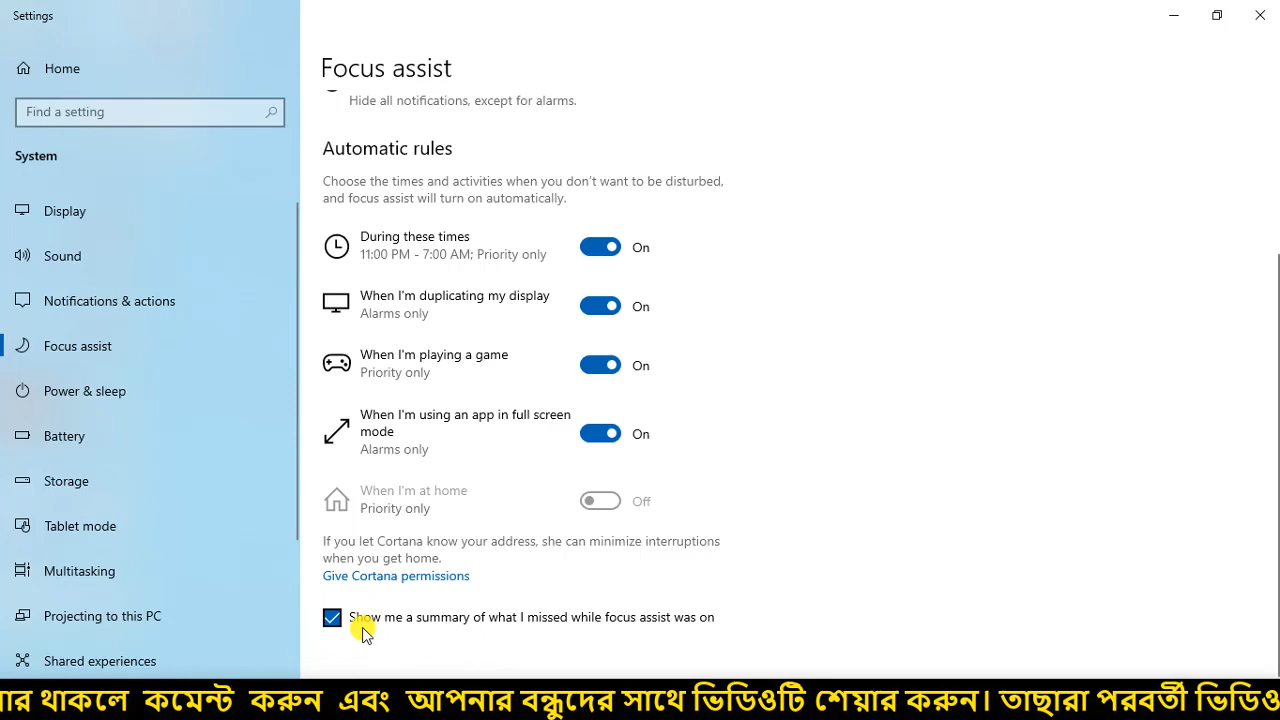 Settings
Home
Find a setting
System
Display
Sound
Notifications & actions
Focus assist
Power & sleep
Battery
Storage
Tablet mode
Multitasking
Projecting to this PC
Shared experiences
Focus assist
Hide all notifications, except for alarms.
Automatic rules
Choose the times and activities when you don't want to be disturbed,
and focus assist will turn on automatically.
During these times
11:00 PM - 7:00 AM; Priority only
On
When I'm duplicating my display
Alarms only
On
When I'm playing a game
Priority only
On
When I'm using an app in full screen
mode
Alarms only
On
When I'm at home
Priority only
Off
If you let Cortana know your address, she can minimize interruptions
when you get home.
Give Cortana permissions
Show me a summary of what I missed while focus assist was on
থাকলে কমেন্ট করুন এবং আপনার বন্ধুদের সাথে ভিডিওটি শেয়ার করুন। তাছারা পরবর্তী